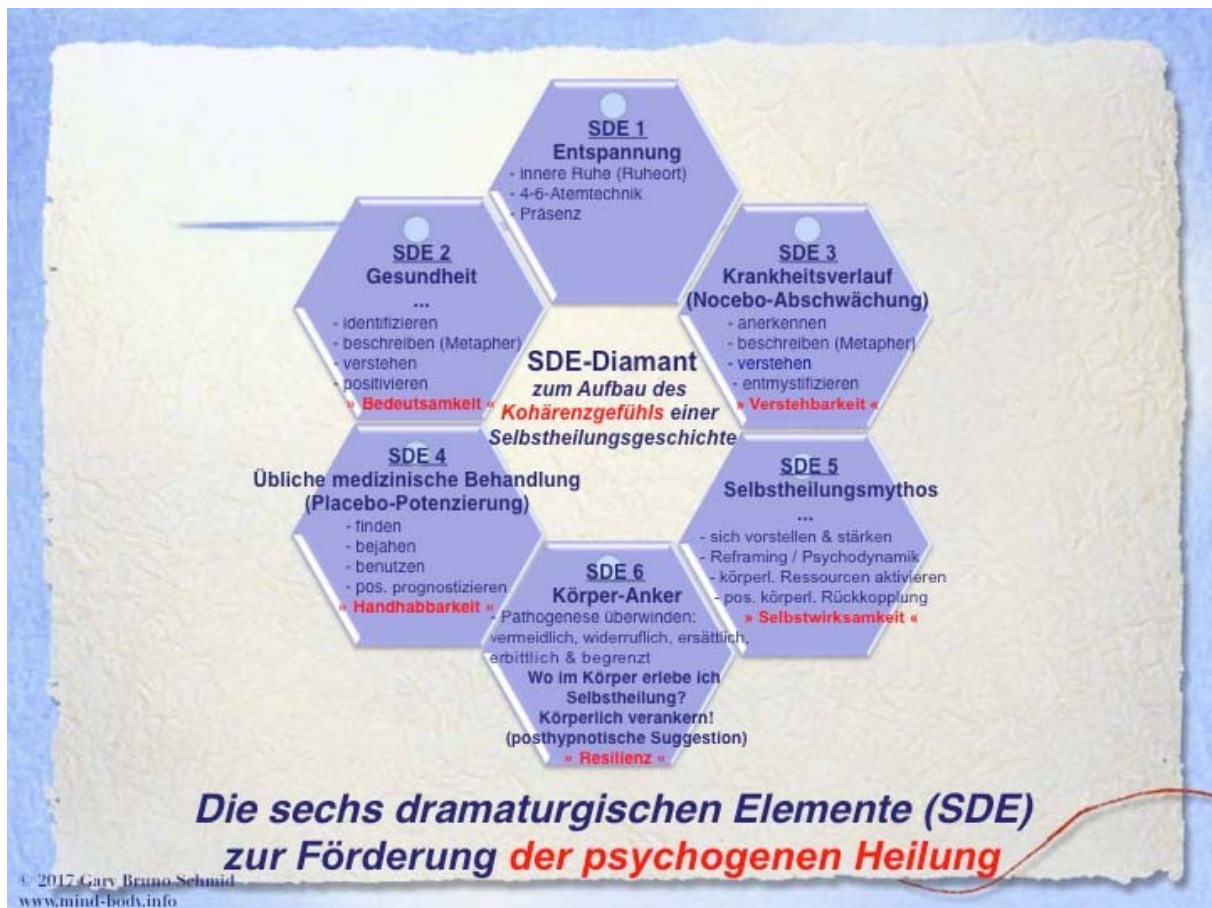 SDE 1
Entspannung
- innere Ruhe (Ruheort)
- 4-6-Atemtechnik
- Präsenz
SDE 2
Gesundheit
...
- identifizieren
- beschreiben (Metapher)
- verstehen
- positivieren
» Bedeutsamkeit «
SDE 3
Krankheitsverlauf
(Nocebo-Abschwächung)
- anerkennen
- beschreiben (Metapher)
- verstehen
- entmystifizieren
» Verstehbarkeit «
SDE-Diamant
zum Aufbau des
Kohärenzgefühls einer
Selbstheilungsgeschichte
SDE 4
Übliche medizinische Behandlung
(Placebo-Potenzierung)
- finden
- bejahen
- benutzen
- pos. prognostizieren
» Handhabbarkeit «
SDE 5
Selbstheilungsmythos
...
- sich vorstellen & stärken
- Reframing / Psychodynamik
- körperl. Ressourcen aktivieren
- pos. körperl. Rückkopplung
» Selbstwirksamkeit «
SDE 6
Körper-Anker
- Pathogenese überwinden:
vermeidlich, widerruflich, ersättlich,
erbittlich & begrenzt
Wo im Körper erlebe ich
Selbstheilung?
Körperlich verankern!
(posthypnotische Suggestion)
» Resilienz «
Die sechs dramaturgischen Elemente (SDE)
zur Förderung der psychogenen Heilung
© 2017 Gary Bruno Schmid
www.mind-body.info